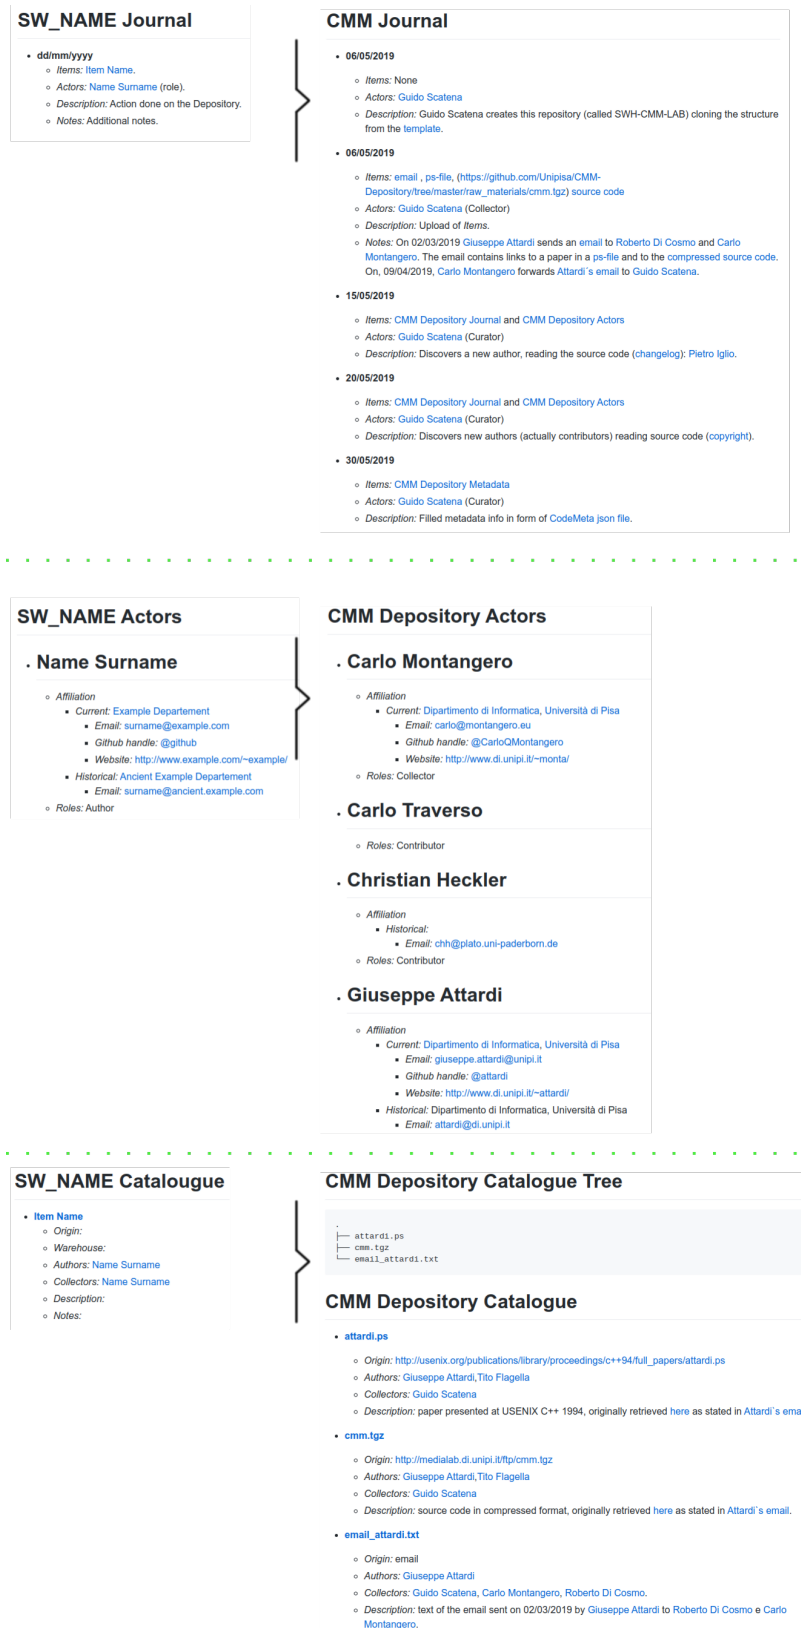 SW_NAME Journal
dd/mm/yyyy
Items: Item Name.
Actors: Name Surname (role).
Description: Action done on the Depository.
Notes: Additional notes.
CMM Journal
06/05/2019
Items: None
Actors: Guido Scatena
Description: Guido Scatena creates this repository (called SWH-CMM-LAB) cloning the structure
from the template.
06/05/2019
Items: email , ps-file, (https://github.com/Unipisa/CMM-
Depository/tree/master/raw_materials/cmm.tgz) source code
Actors: Guido Scatena (Collector)
Description: Upload of Items.
Notes: On 02/03/2019 Giuseppe Attardi sends an email to Roberto Di Cosmo and Carlo
Montangero. The email contains links to a paper in a ps-file and to the compressed source code.
On, 09/04/2019, Carlo Montangero forwards Attardi´s email to Guido Scatena.
15/05/2019
Items: CMM Depository Journal and CMM Depository Actors
Actors: Guido Scatena (Curator)
Description: Discovers a new author, reading the source code (changelog): Pietro Iglio.
20/05/2019
Items: CMM Depository Journal and CMM Depository Actors
Actors: Guido Scatena (Curator)
Description: Discovers new authors (actually contributors) reading source code (copyright).
30/05/2019
Items: CMM Depository Metadata
Actors: Guido Scatena (Curator)
Description: Filled metadata info in form of CodeMeta json file.
SW_NAME Actors
Name Surname
Affiliation
Current: Example Departement
Email: surname@example.com
Github handle: @github
Website: http://www.example.com/~example/
Historical: Ancient Example Departement
Email: surname@ancient.example.com
Roles: Author
CMM Depository Actors
Carlo Montangero
Affiliation
Current: Dipartimento di Informatica, Università di Pisa
Email: carlo@montangero.eu
Github handle: @CarloQMontangero
Website: http://www.di.unipi.it/~monta/
Roles: Collector
Carlo Traverso
Roles: Contributor
Christian Heckler
Affiliation
Historical:
Email: chh@plato.uni-paderborn.de
Roles: Contributor
Giuseppe Attardi
Affiliation
Current: Dipartimento di Informatica, Università di Pisa
Email: giuseppe.attardi@unipi.it
Github handle: @attardi
Website: http://www.di.unipi.it/~attardi/
Historical: Dipartimento di Informatica, Università di Pisa
Email: attardi@di.unipi.it
SW_NAME Catalougue
Item Name
Origin:
Warehouse:
Authors: Name Surname
Collectors: Name Surname
Description:
Notes:
CMM Depository Catalogue Tree
.
├── attardi.ps
├── cmm.tgz
└── email_attardi.txt
CMM Depository Catalogue
attardi.ps
Origin: http://usenix.org/publications/library/proceedings/c++94/full_papers/attardi.ps
Authors: Giuseppe Attardi,Tito Flagella
Collectors: Guido Scatena
Description: paper presented at USENIX C++ 1994, originally retrieved here as stated in Attardi`s ema
cmm.tgz
Origin: http://medialab.di.unipi.it/ftp/cmm.tgz
Authors: Giuseppe Attardi,Tito Flagella
Collectors: Guido Scatena
Description: source code in compressed format, originally retrieved here as stated in Attardi`s email.
email_attardi.txt
Origin: email
Authors: Giuseppe Attardi
Collectors: Guido Scatena, Carlo Montangero, Roberto Di Cosmo.
Description: text of the email sent on 02/03/2019 by Giuseppe Attardi to Roberto Di Cosmo e Carlo
Montangero.